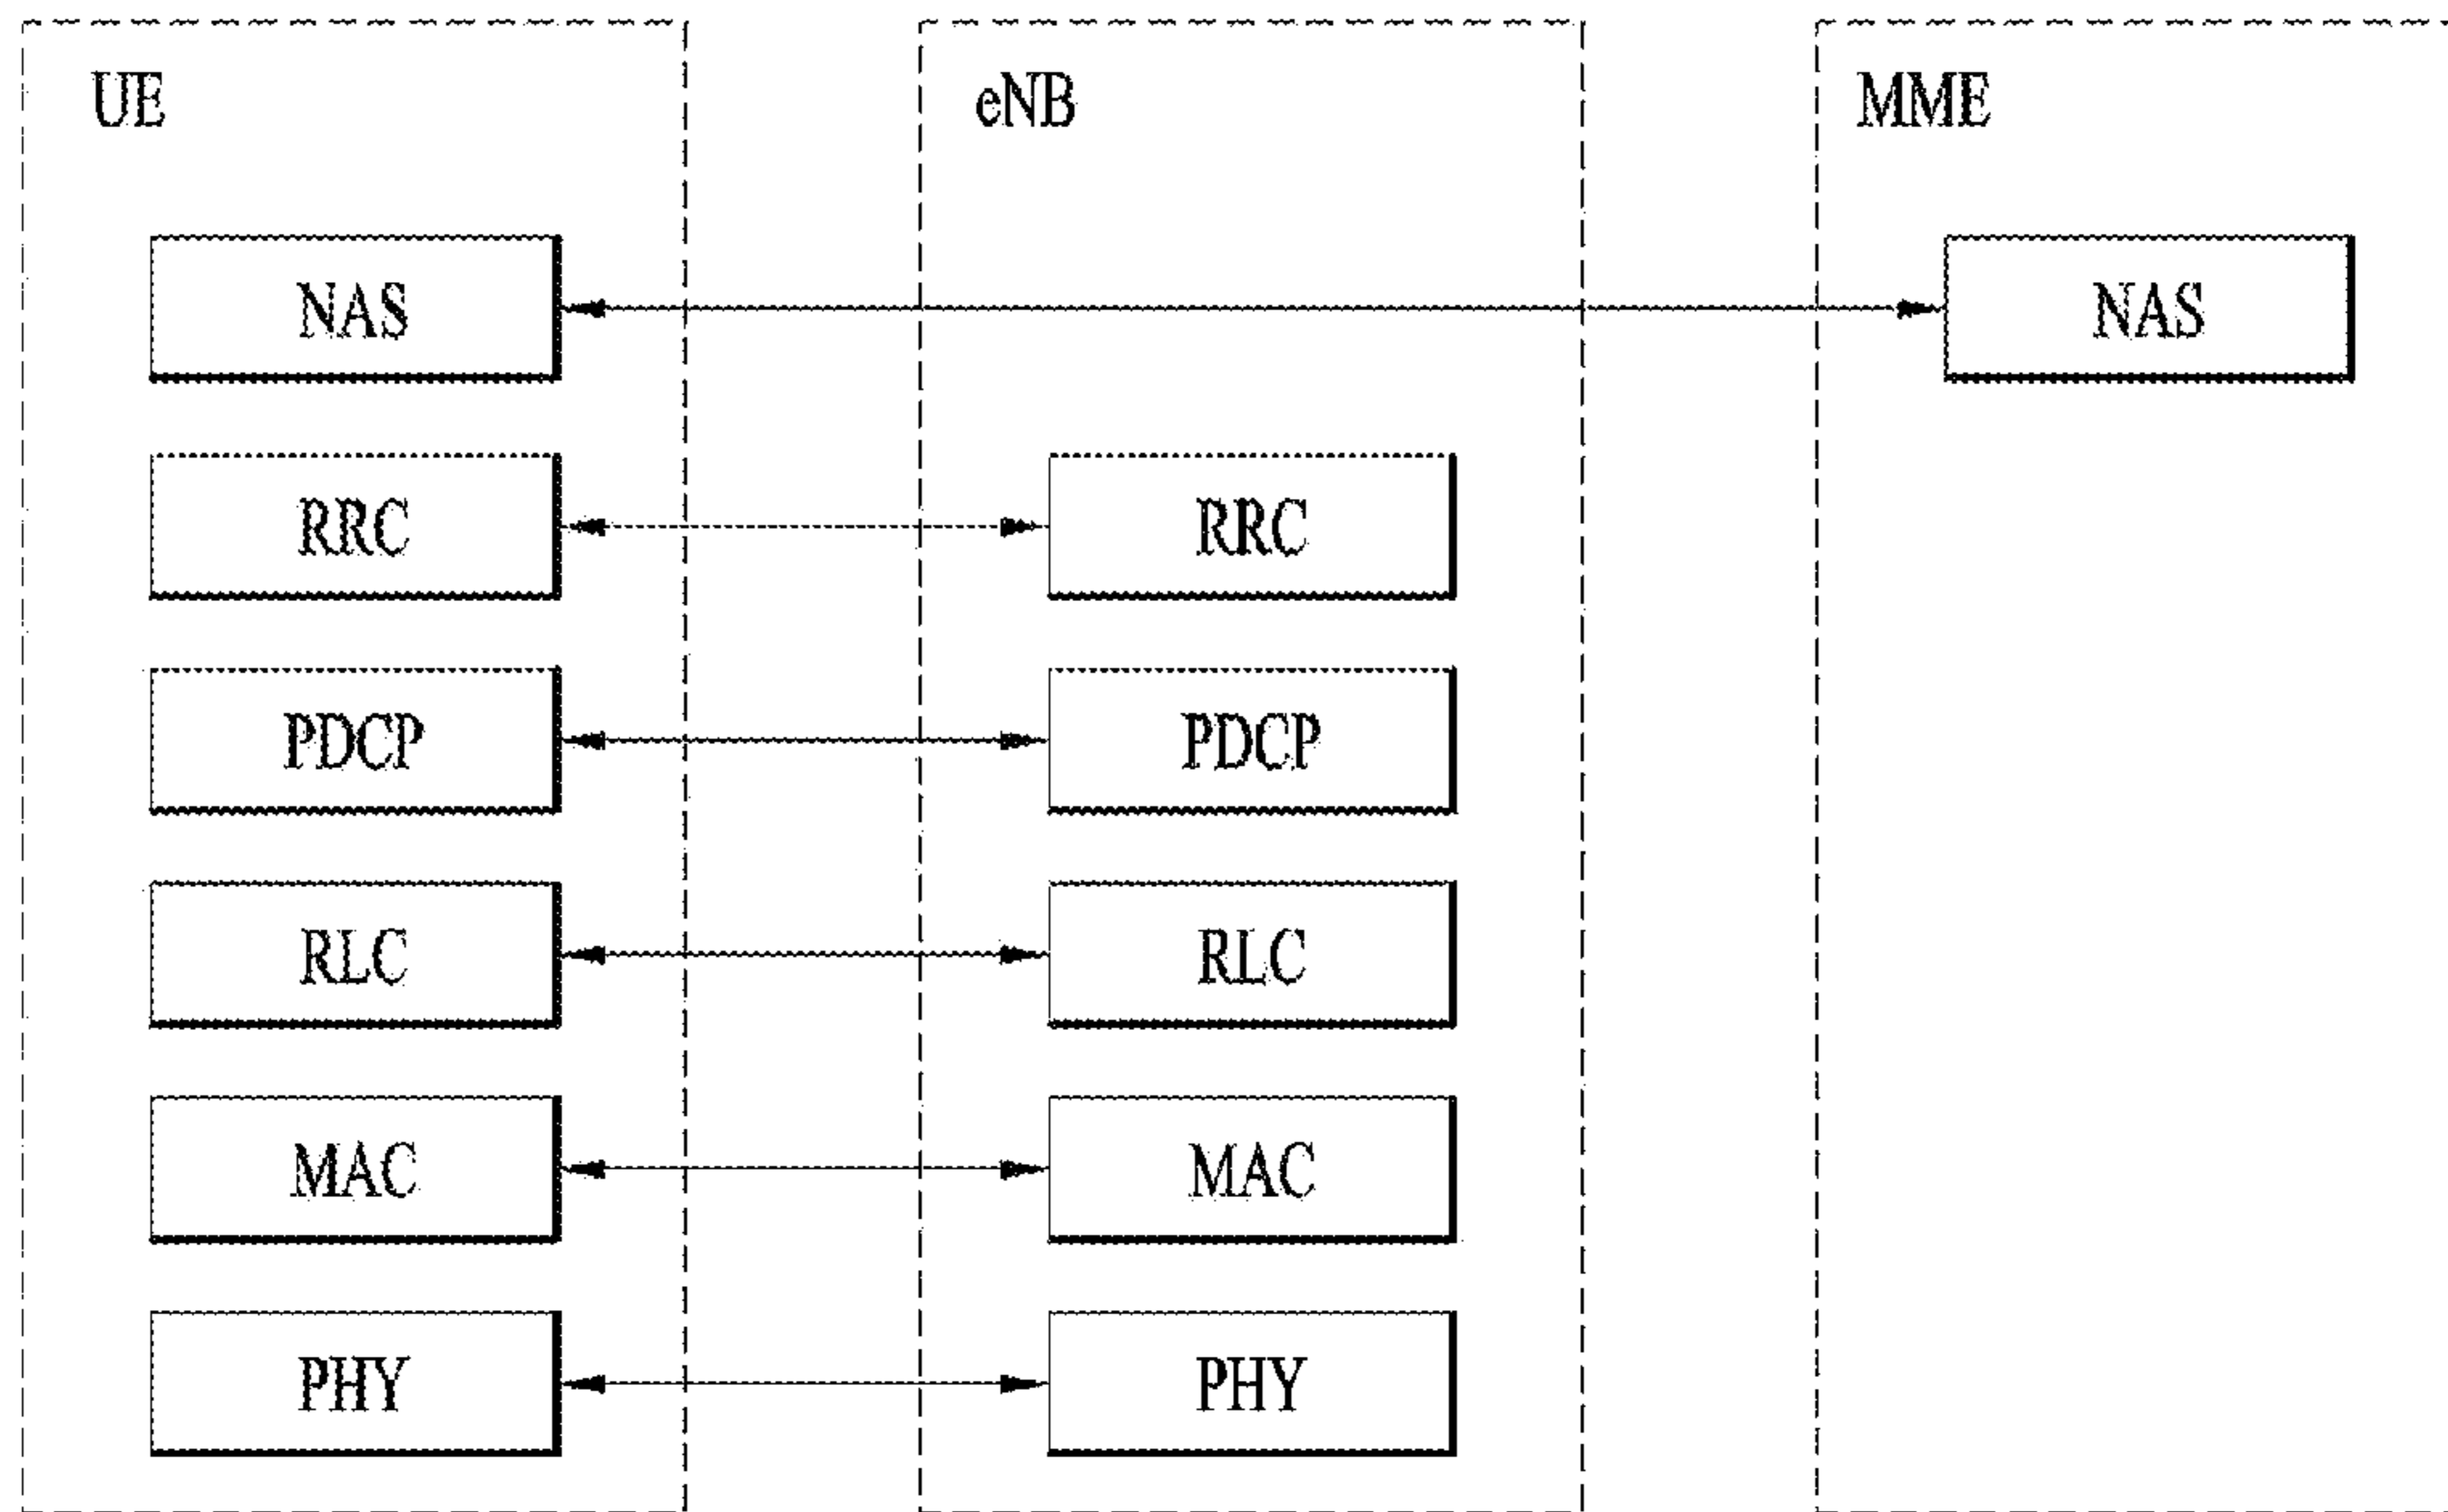 UE eNB MME
NAS NAS
RRC RRC
PDCP PDCP
RLC RLC
MAC MAC
PHY PHY